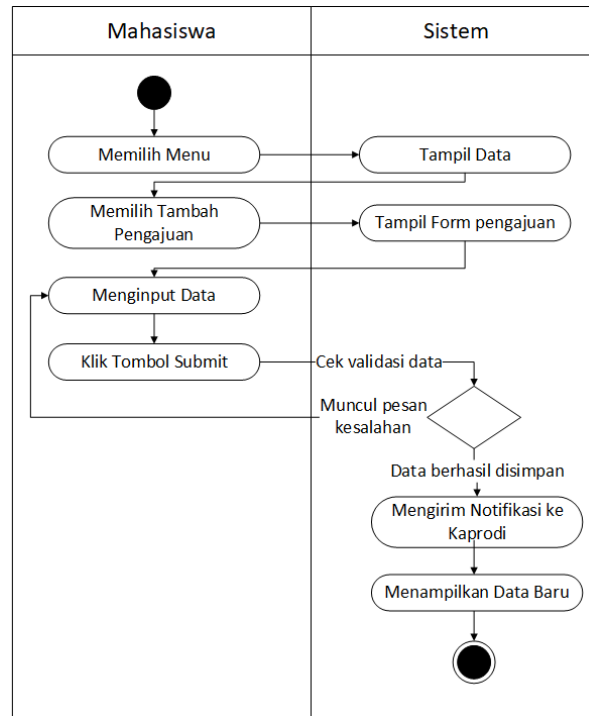 Mahasiswa
Sistem
Memilih Menu
Tampil Data
Memilih Tambah
Pengajuan
Tampil Form pengajuan
Menginput Data
Klik Tombol Submit
Cek validasi data
Muncul pesan
kesalahan
Data berhasil disimpan
Mengirim Notifikasi ke
Kaprodi
Menampilkan Data Baru